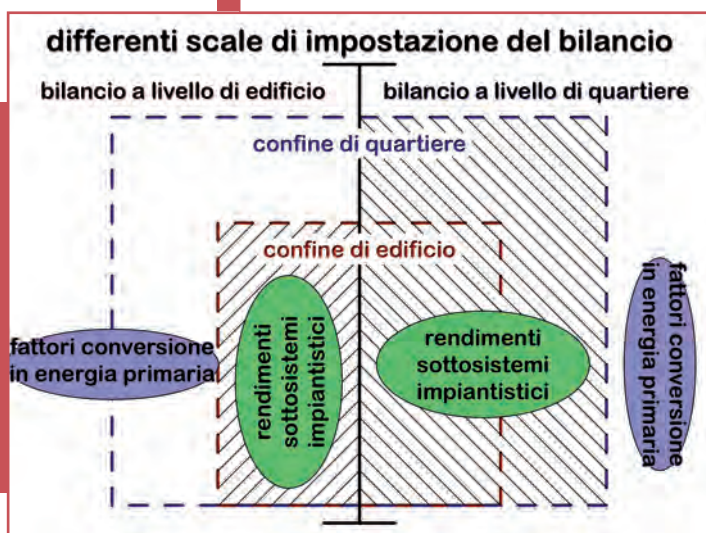 differenti scale di impostazione del bilancio
bilancio a livello di edificio
bilancio a livello di quartiere
confine di quartiere
confine di edificio
fattori conversione
in energia primaria
rendimenti
sottosistemi
impiantistici
rendimenti
sottosistemi
impiantistici
fattori conversione
in energia primaria